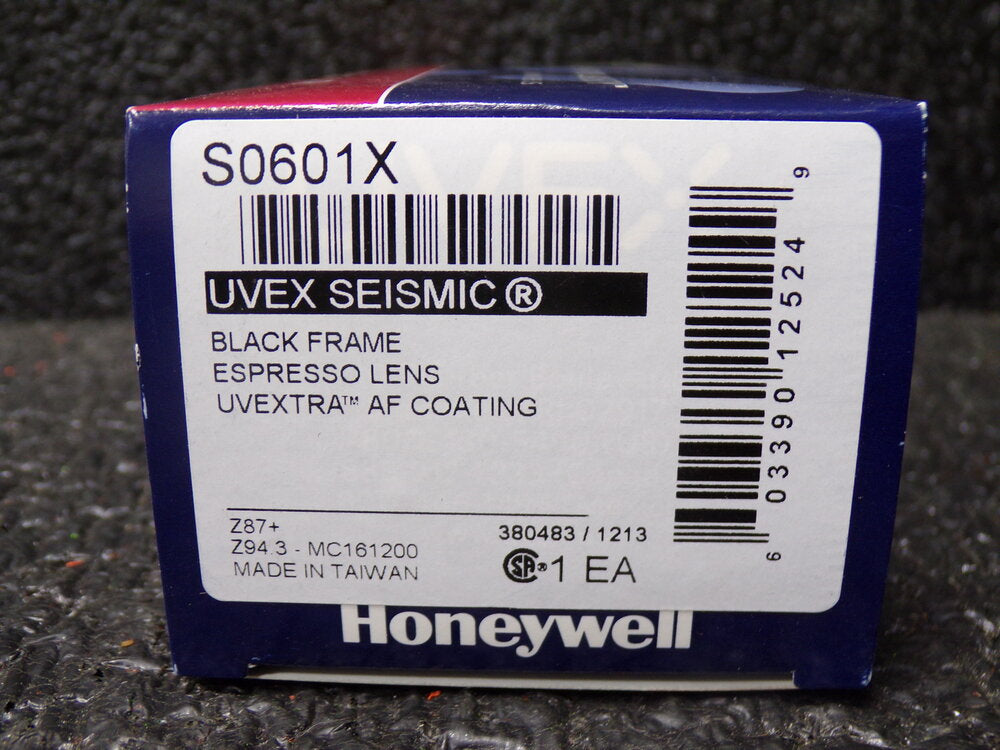 S0601X
UVEX SEISMIC®
BLACK FRAME
ESPRESSO LENS
UVEXTRA™ AF COATING
Z87+
Z94.3 - MC161200
MADE IN TAIWAN
380483 / 1213
SA® 1 EA
6 03390 12524 9
Honeywell